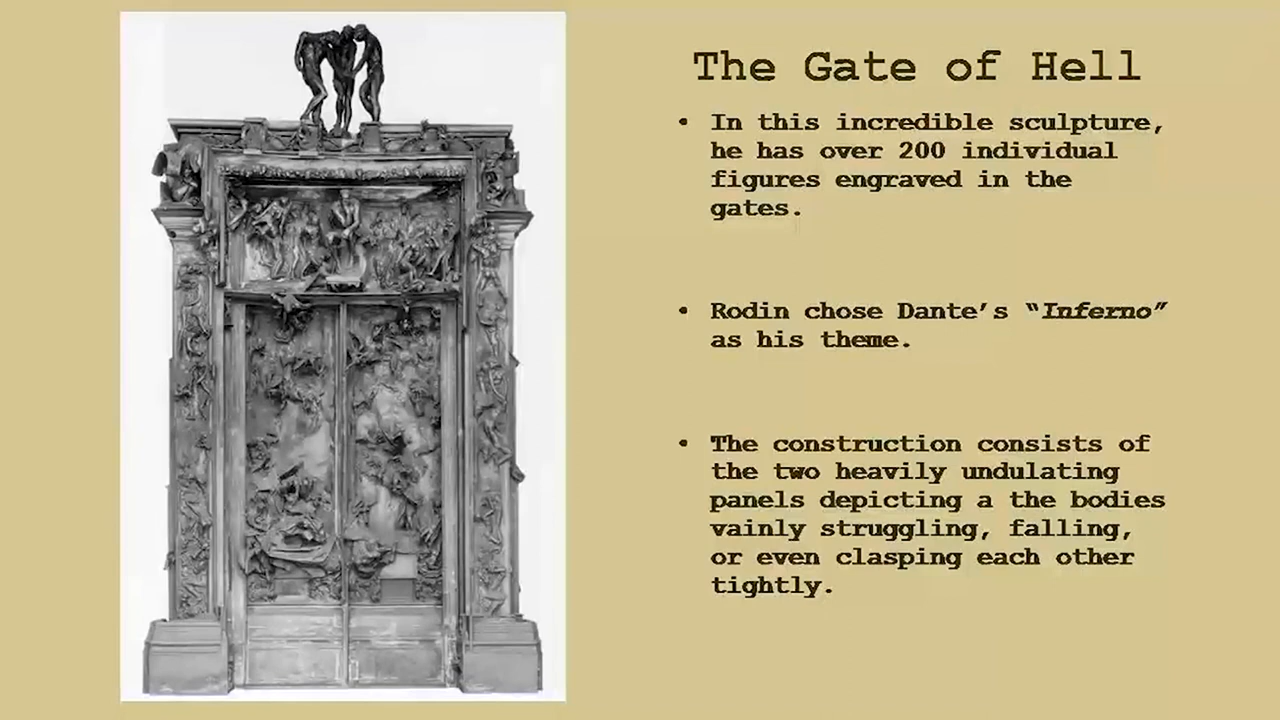 The Gate of Hell
• In this incredible sculpture,
he has over 200 individual
figures engraved in the
gates.
• Rodin chose Dante’s “Inferno”
as his theme.
• The construction consists of
the two heavily undulating
panels depicting a the bodies
vainly struggling, falling,
or even clasping each other
tightly.